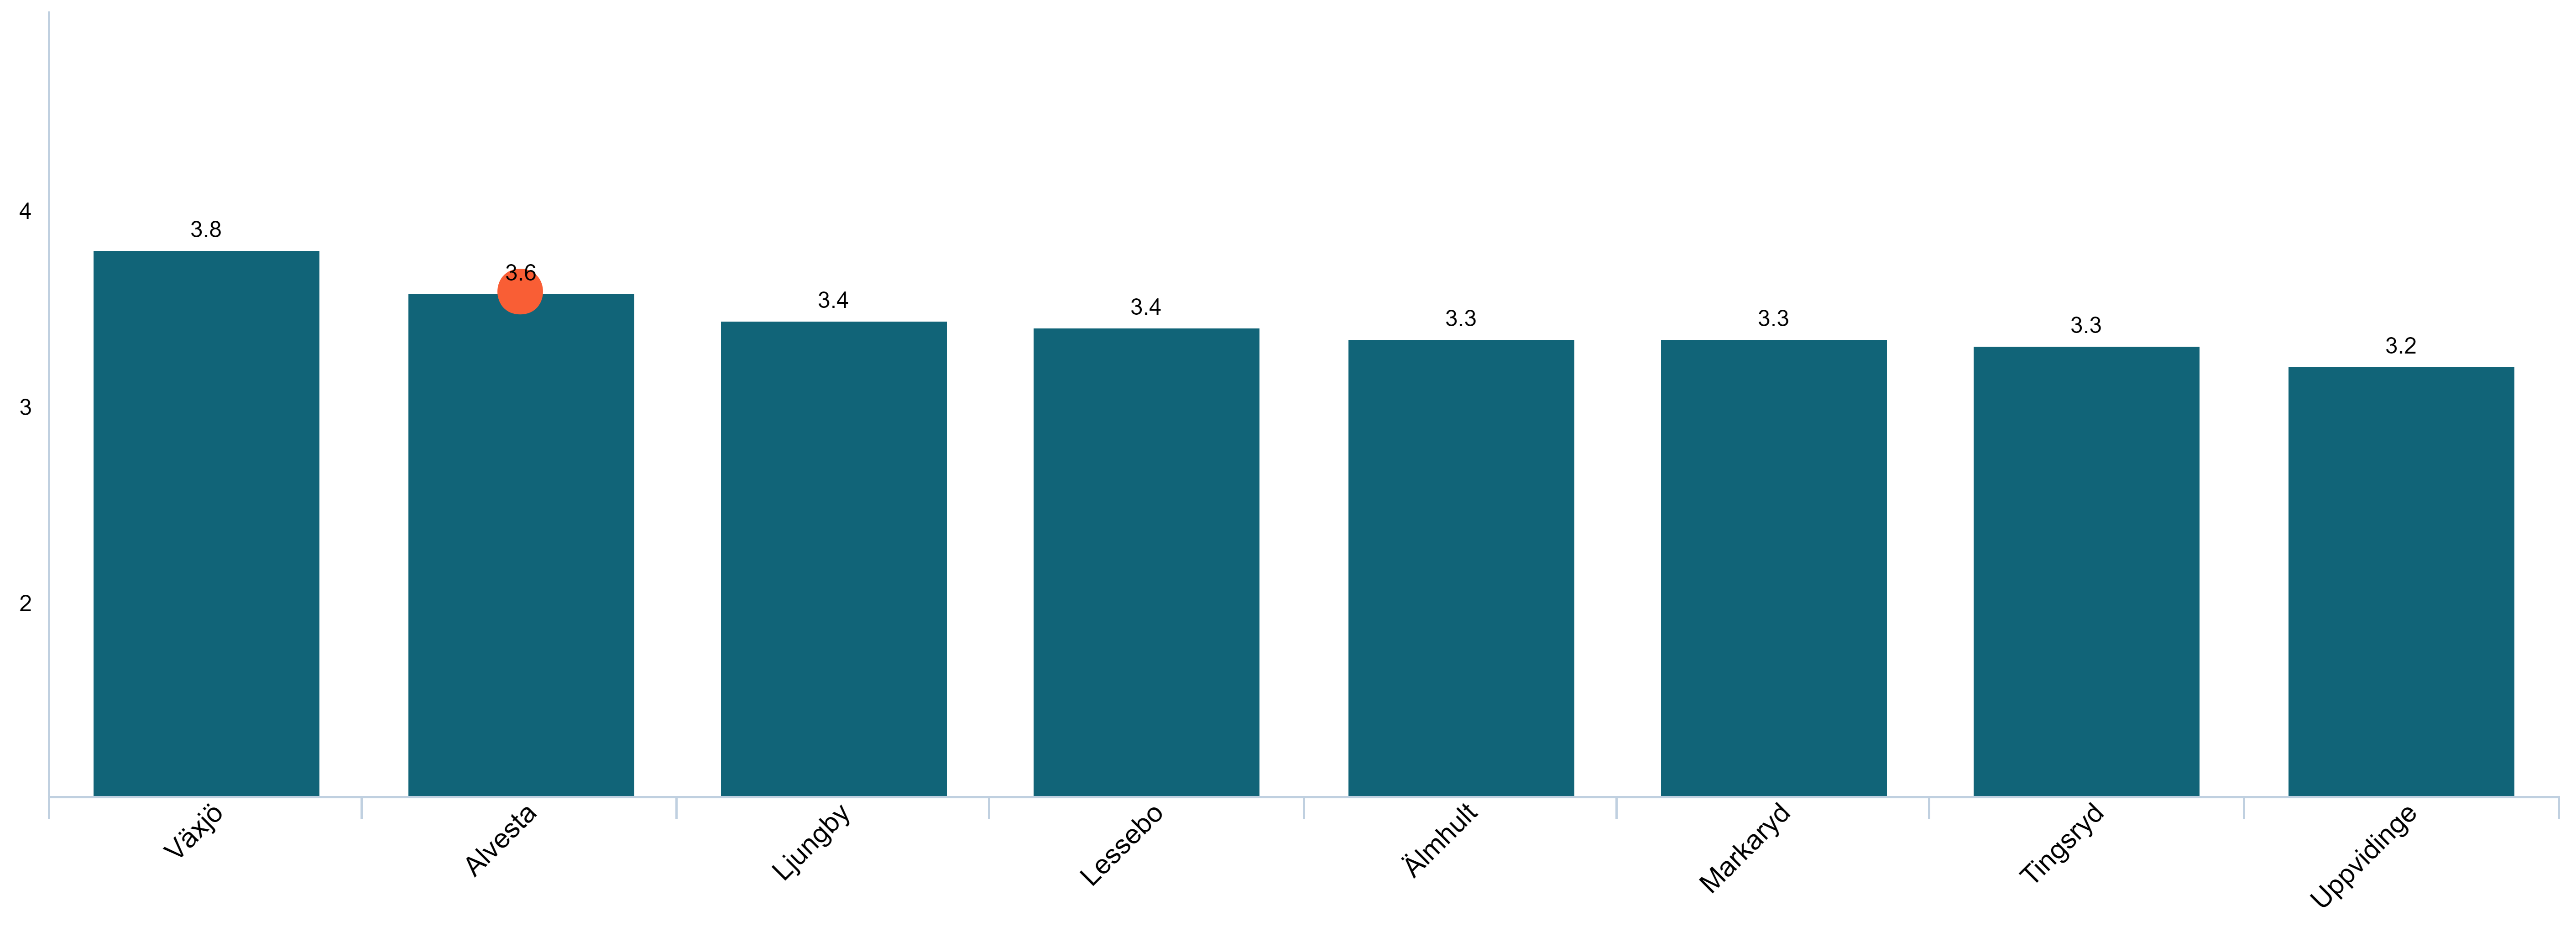 4
3
2
3.8
3.6
3.4
3.4
3.3
3.3
3.3
3.2
Växjö
Alvesta
Ljungby
Lessebo
Älmhult
Markaryd
Tingsryd
Uppvidinge